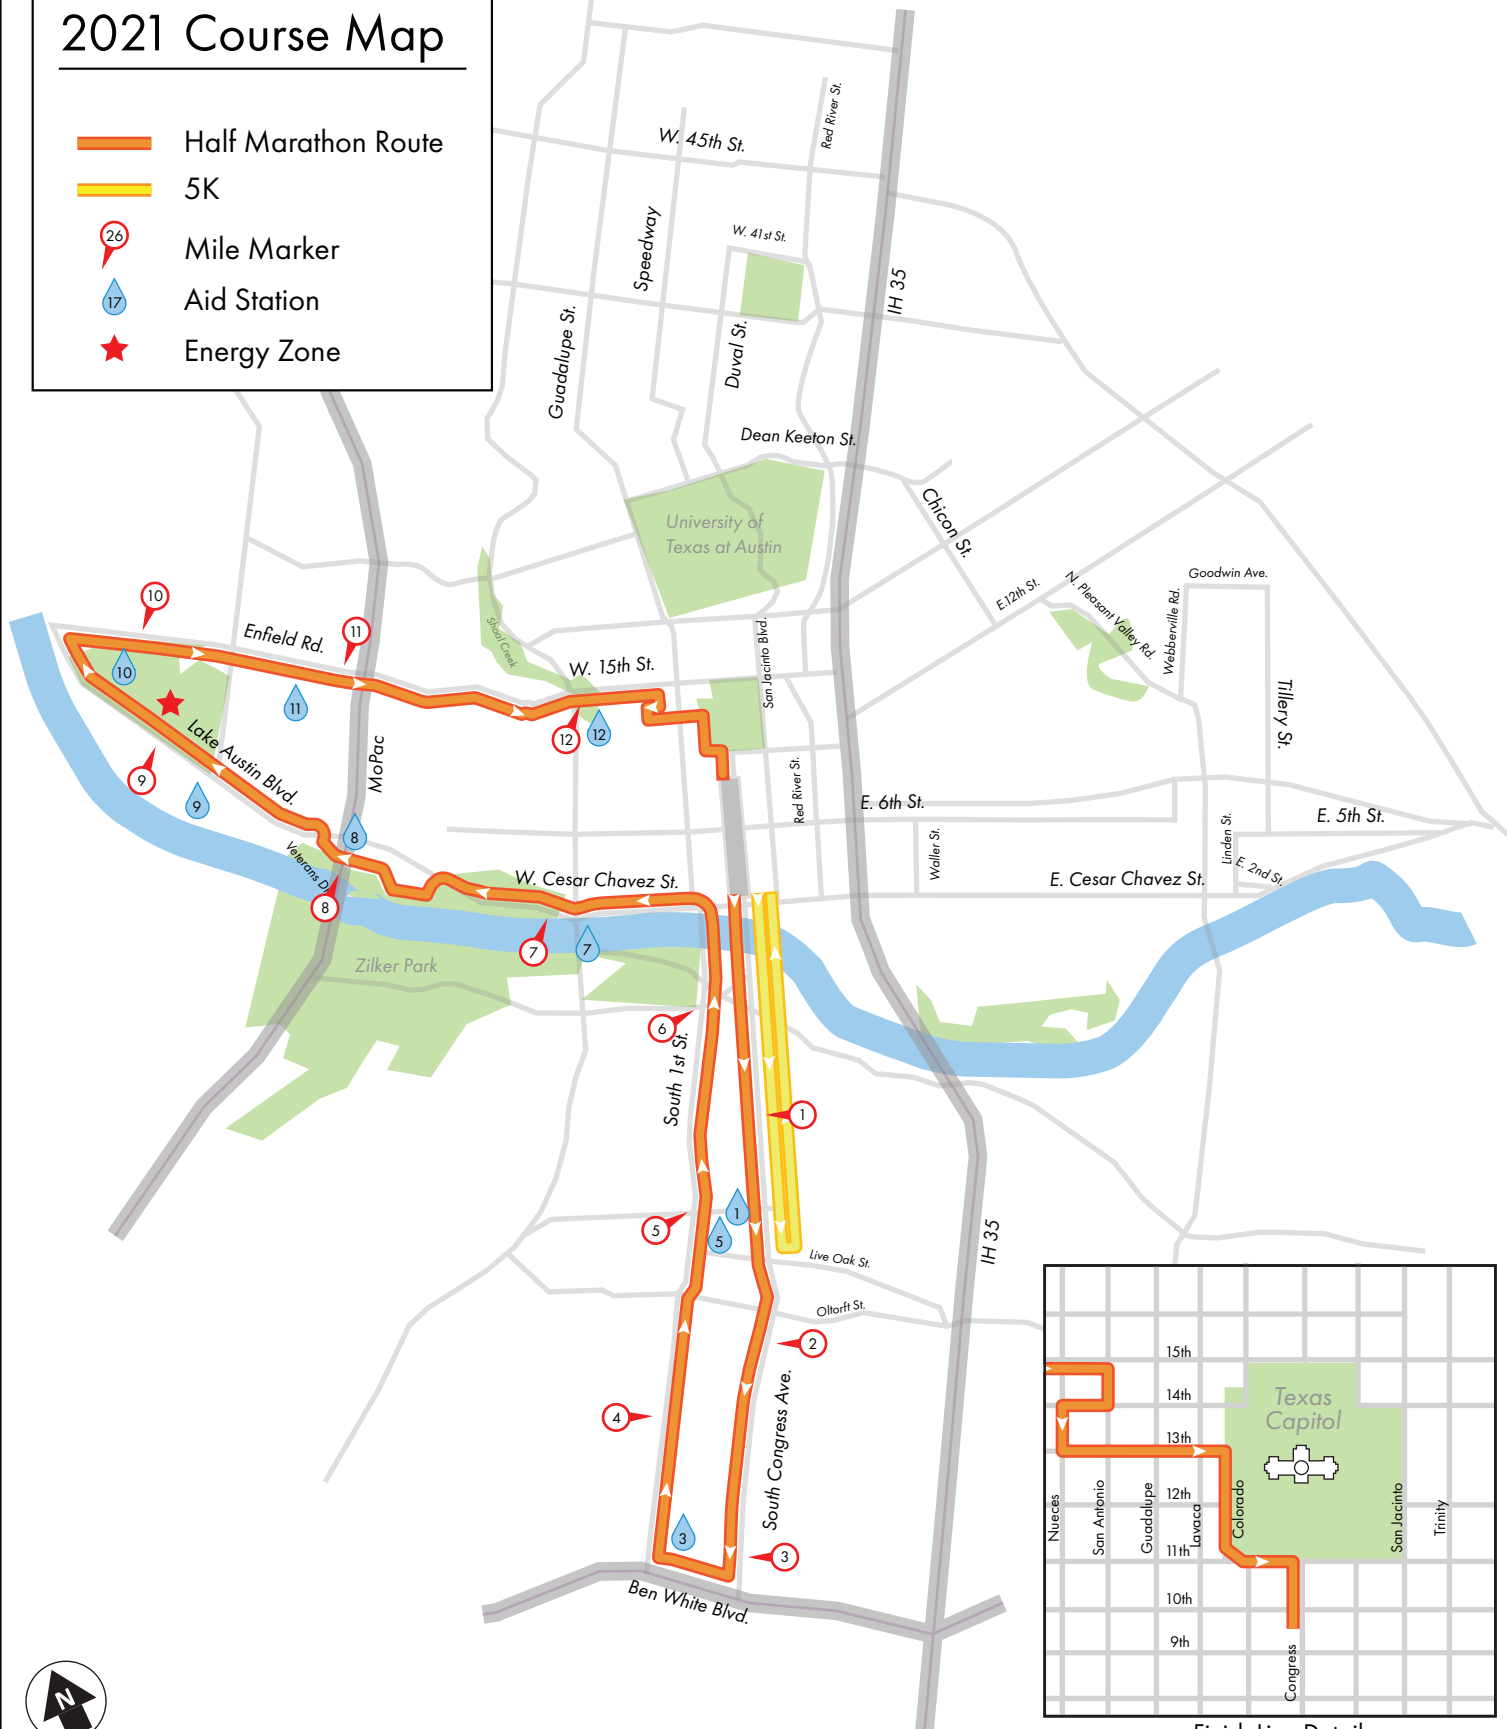 2021 Course Map
Half Marathon Route
5K
26
Mile Marker
17
Aid Station
Energy Zone
Red River St.
W. 45th St.
Speedway
W. 41st St.
IH 35
Guadalupe St.
Duval St.
Dean Keeton St.
University of
Texas at Austin
Chicon St.
E.12th St.
N. Pleasant Valley Rd.
Goodwin Ave.
Webberville Rd.
Tillery St.
10
Enfield Rd.
11
Shoal Creek
W. 15th St.
San Jacinto Blvd.
10
11
12
12
Lake Austin Blvd.
MoPac
9
9
8
Red River St.
E. 6th St.
E. 5th St.
Waller St.
Linden St.
E. 2nd St.
Veterans Dr
8
W. Cesar Chavez St.
E. Cesar Chavez St.
7
7
Zilker Park
6
South 1st St.
1
1
5
5
Live Oak St.
Oltorft St.
IH 35
2
South Congress Ave.
4
3
3
Ben White Blvd.
N
15th
14th
13th
12th
11th
10th
9th
Texas
Capitol
Nueces
San Antonio
Guadalupe
Lavaca
Colorado
San Jacinto
Trinity
Congress
Finish Line Detail